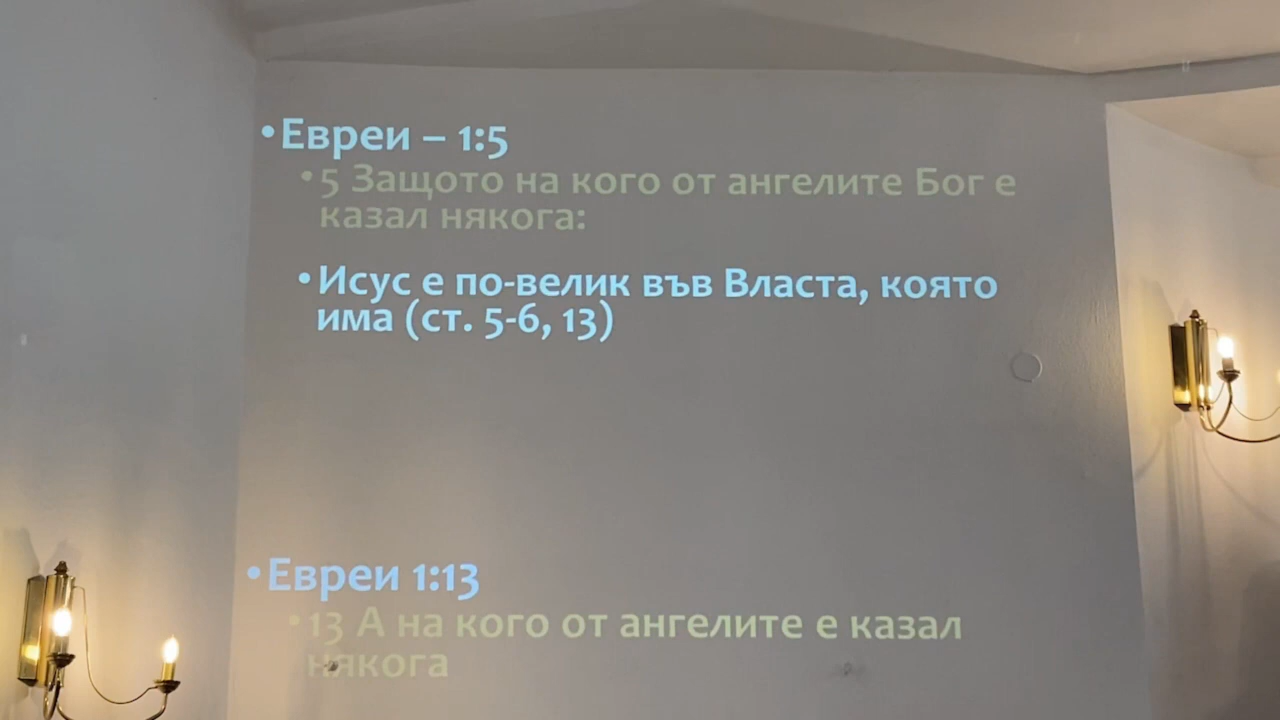 •Евреи – 1:5
•5 Защото на кого от ангелите Бог е
казал някога:
•Исус е по-велик във Власта, която
има (ст. 5-6, 13)
•Евреи 1:13
•13 А на кого от ангелите е казал
някога